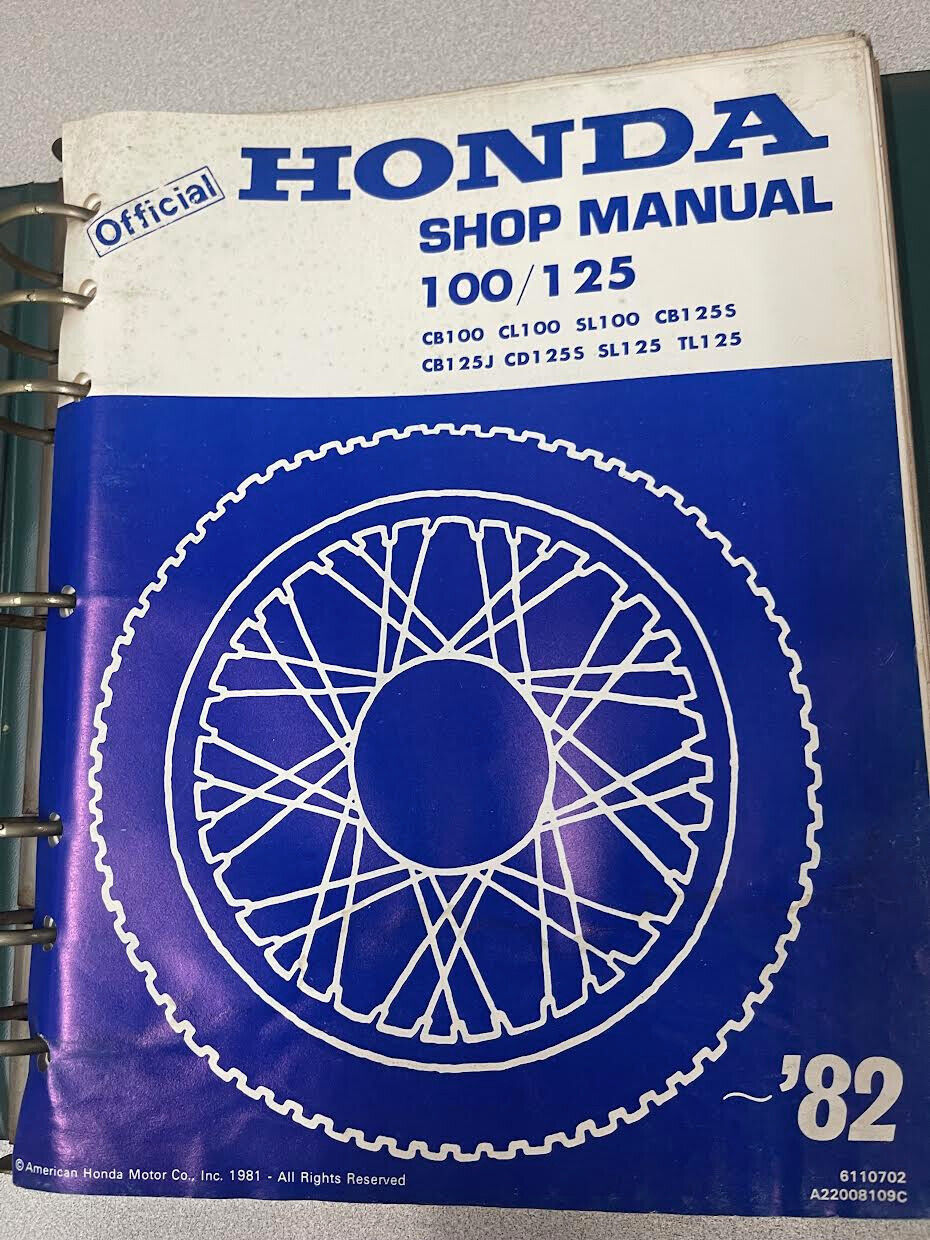 Official
HONDA
SHOP MANUAL
100/125
CB100 CL100 SL100 CB125S
CB125J CD125S SL125 TL125
~'82
© American Honda Motor Co., Inc. 1981 - All Rights Reserved
6110702
A22008109C